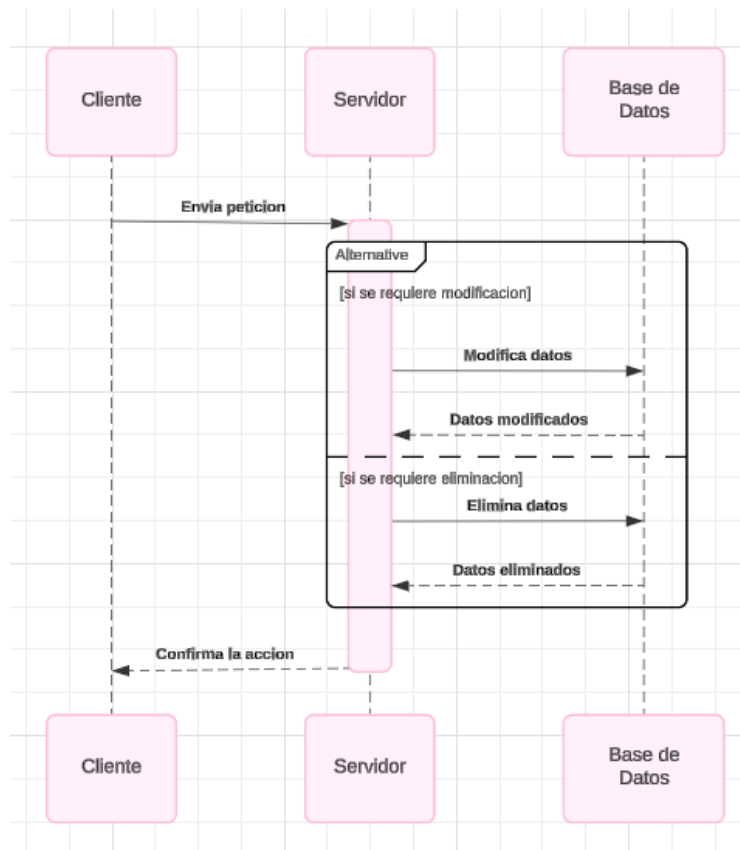 Cliente
Servidor
Base de
Datos
Envia peticion
Alternative
[si se requiere modificacion]
Modifica datos
Datos modificados
[si se requiere eliminacion]
Elimina datos
Datos eliminados
Confirma la accion
Cliente
Servidor
Base de
Datos